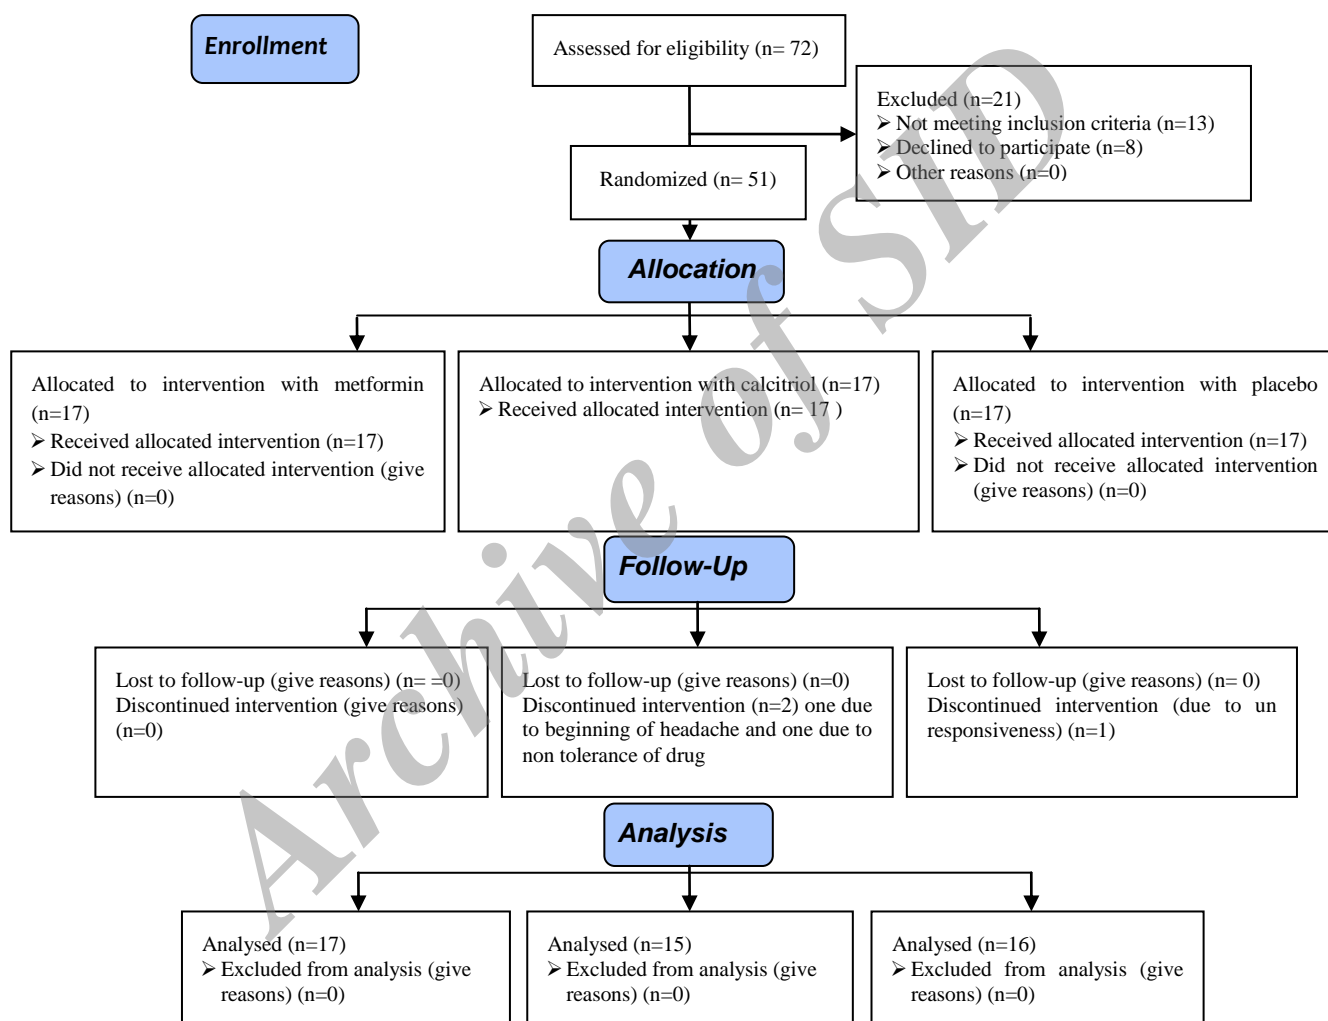 Enrollment
Assessed for eligibility (n= 72)
Excluded (n=21)
➢ Not meeting inclusion criteria (n=13)
➢ Declined to participate (n=8)
➢ Other reasons (n=0)
Randomized (n= 51)
Allocation
Allocated to intervention with metformin
(n=17)
➢ Received allocated intervention (n=17)
➢ Did not receive allocated intervention (give
reasons) (n=0)
Allocated to intervention with calcitriol (n=17)
➢ Received allocated intervention (n= 17 )
Allocated to intervention with placebo
(n=17)
➢ Received allocated intervention (n=17)
➢ Did not receive allocated intervention
(give reasons) (n=0)
Follow-Up
Lost to follow-up (give reasons) (n= =0)
Discontinued intervention (give reasons)
(n=0)
Lost to follow-up (give reasons) (n=0)
Discontinued intervention (n=2) one due
to beginning of headache and one due to
non tolerance of drug
Lost to follow-up (give reasons) (n= 0)
Discontinued intervention (due to un
responsiveness) (n=1)
Analysis
Analysed (n=17)
➢ Excluded from analysis (give
reasons) (n=0)
Analysed (n=15)
➢ Excluded from analysis (give
reasons) (n=0)
Analysed (n=16)
➢ Excluded from analysis (give
reasons) (n=0)
Archive of SID